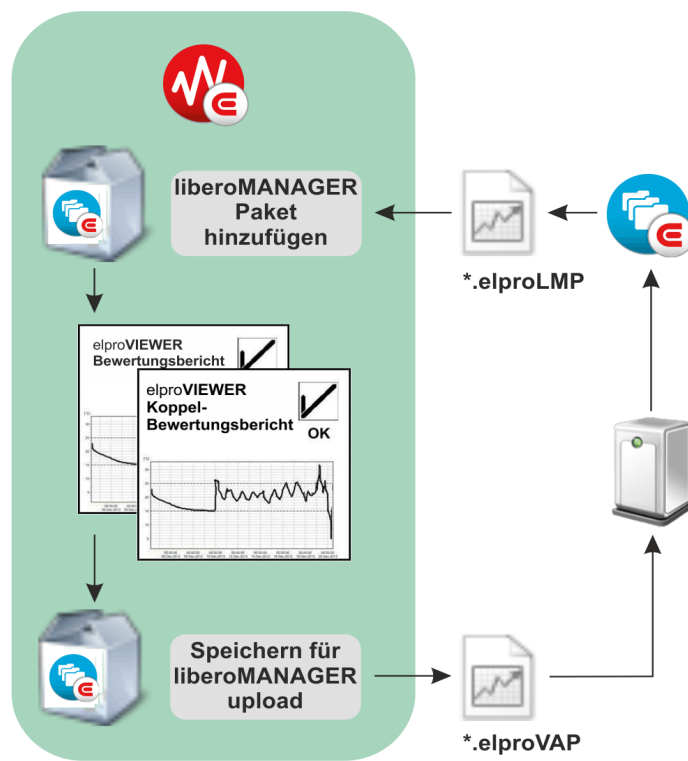 liberoMANAGER
Paket
hinzufügen
*.elproLMP
elproVIEWER
Bewertungsbericht
elproVIEWER
Koppel-
Bewertungsbericht
OK
Speichern für
liberoMANAGER
upload
*.elproVAP